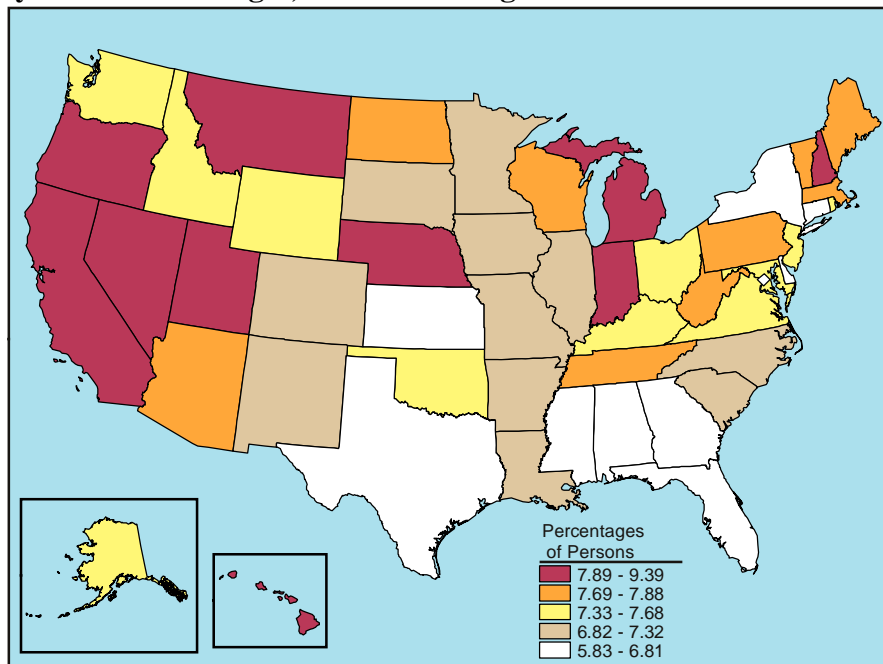 Percentages
of Persons
7.89 - 9.39
7.69 - 7.88
7.33 - 7.68
6.82 - 7.32
5.83 - 6.81